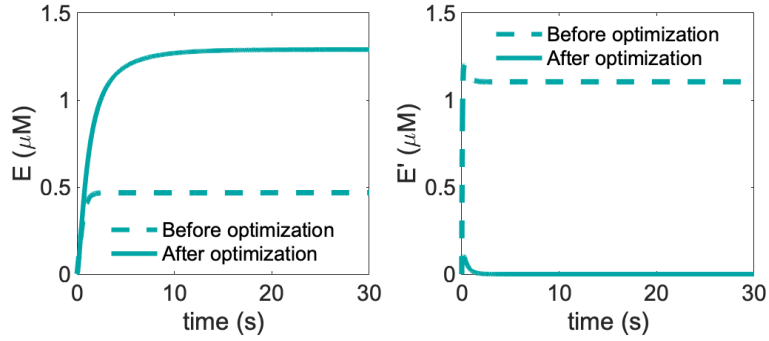 E (μM)
1.5
1
0.5
0
0
10
20
30
time (s)
Before optimization
After optimization
E' (μM)
1.5
1
0.5
0
0
10
20
30
time (s)
Before optimization
After optimization